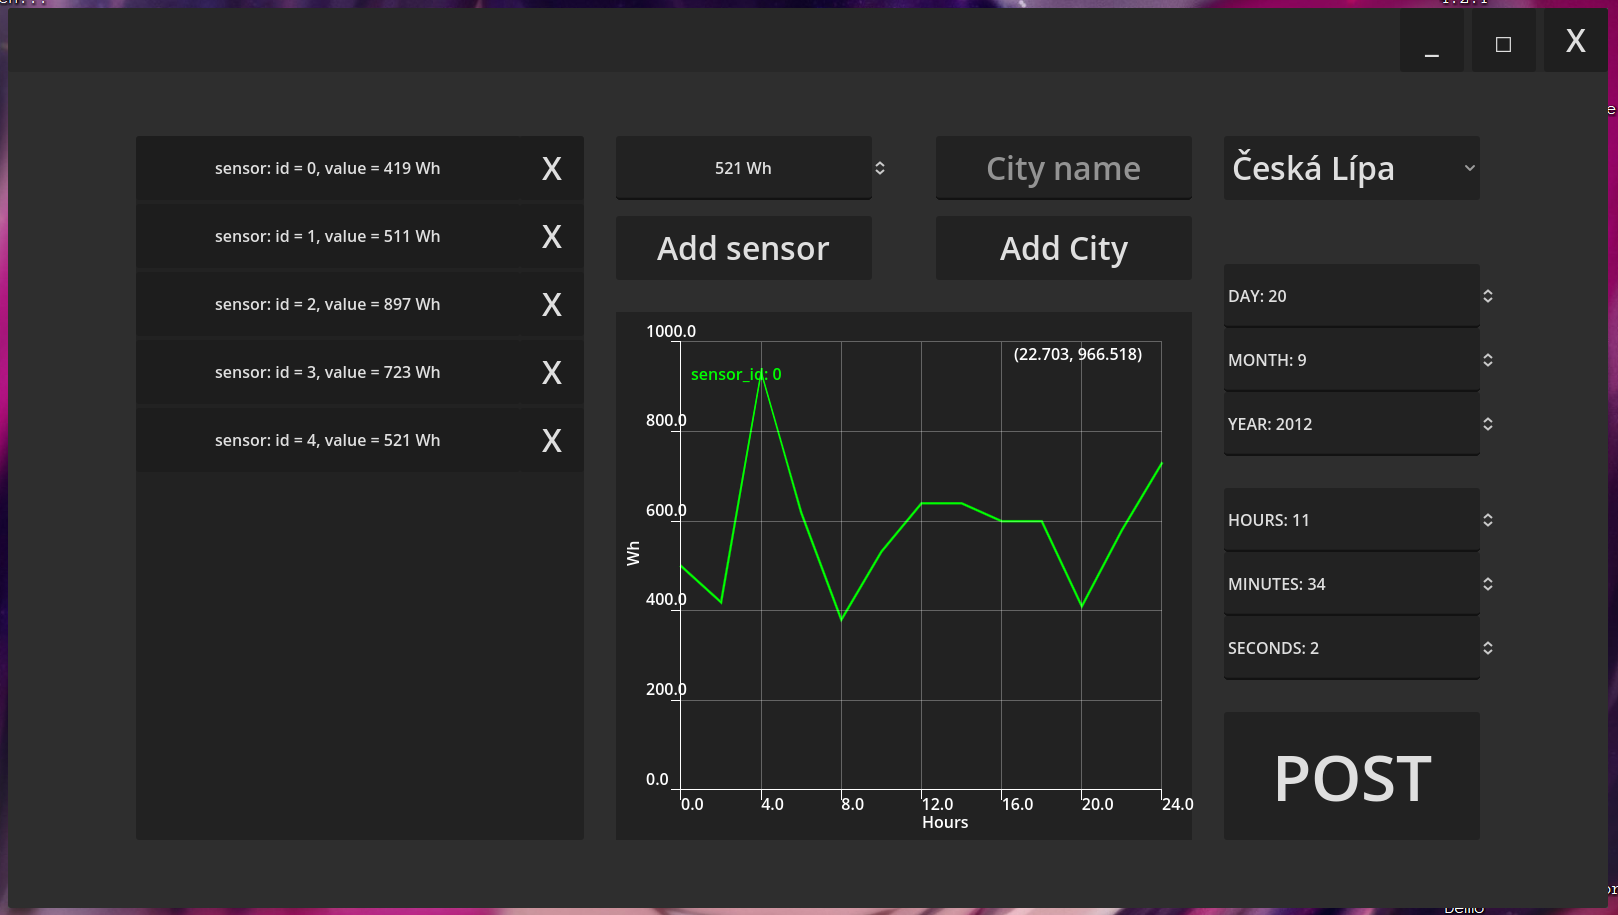 1.2.1
_ □ X
sensor: id = 0, value = 419 Wh X
sensor: id = 1, value = 511 Wh X
sensor: id = 2, value = 897 Wh X
sensor: id = 3, value = 723 Wh X
sensor: id = 4, value = 521 Wh X
521 Wh
Add sensor
City name
Add City
Česká Lípa
1000.0
(22.703, 966.518)
sensor_id: 0
800.0
600.0
Wh
400.0
200.0
0.0
0.0 4.0 8.0 12.0 16.0 20.0 24.0
Hours
DAY: 20
MONTH: 9
YEAR: 2012
HOURS: 11
MINUTES: 34
SECONDS: 2
POST
Demo